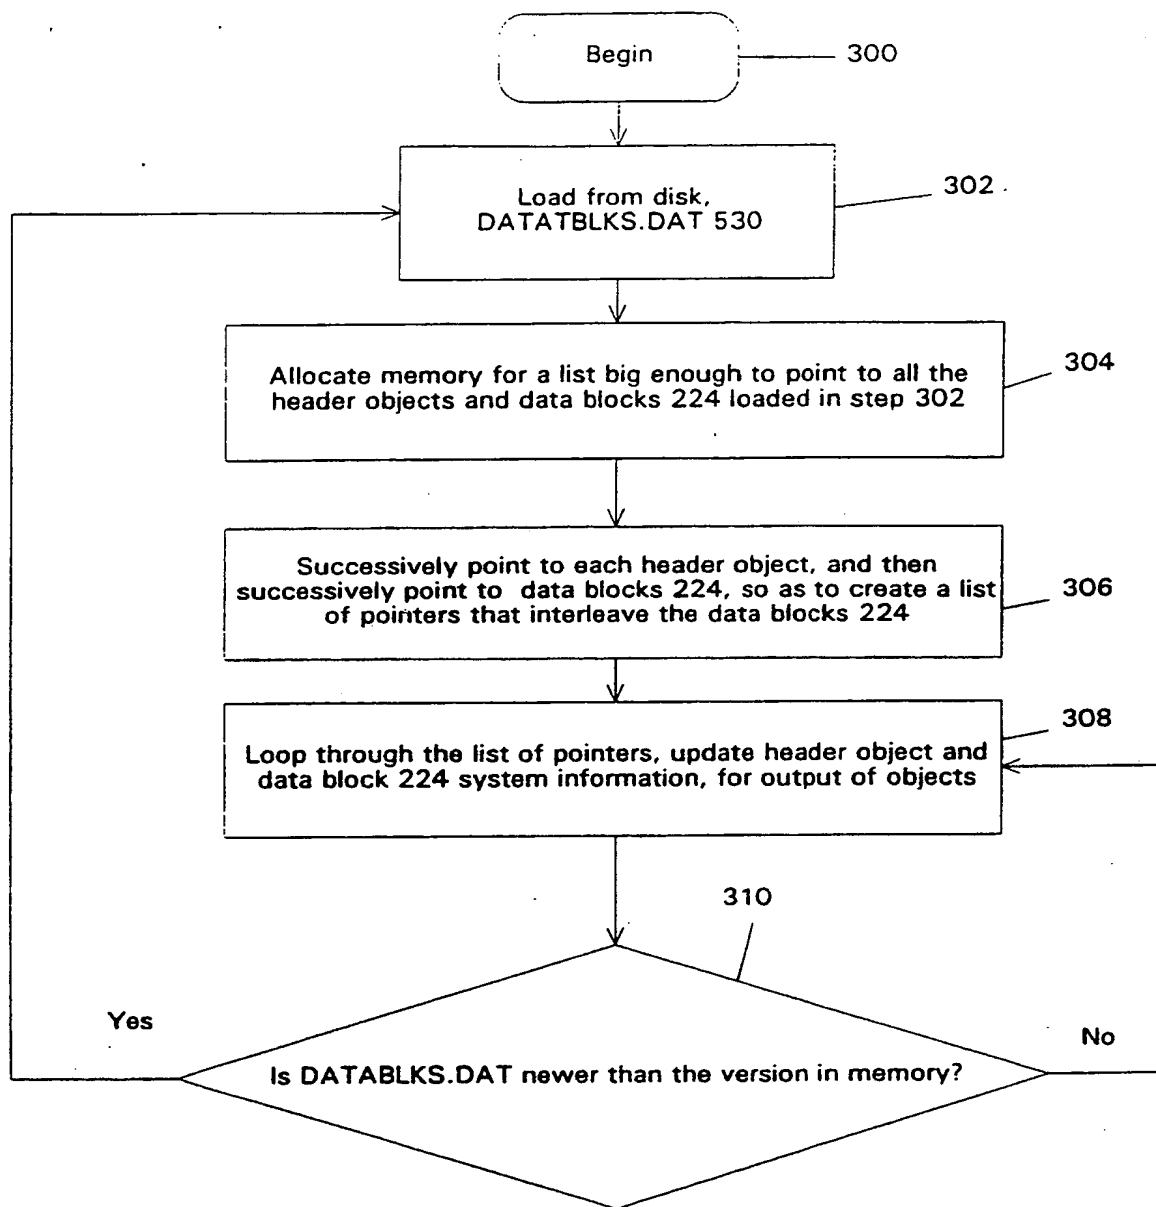 Begin
300
Load from disk,
DATATBLKS.DAT 530
302
Allocate memory for a list big enough to point to all the
header objects and data blocks 224 loaded in step 302
304
Successively point to each header object, and then
successively point to data blocks 224, so as to create a list
of pointers that interleave the data blocks 224
306
Loop through the list of pointers, update header object and
data block 224 system information, for output of objects
308
310
Yes
No
Is DATABLKS.DAT newer than the version in memory?